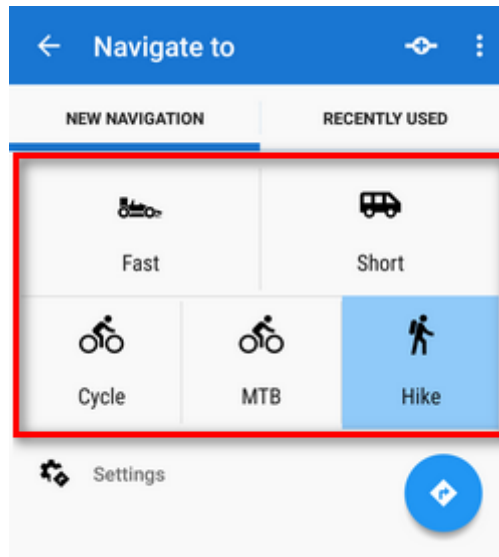 Navigate to
NEW NAVIGATION RECENTLY USED
Fast Short
Cycle MTB Hike
Settings